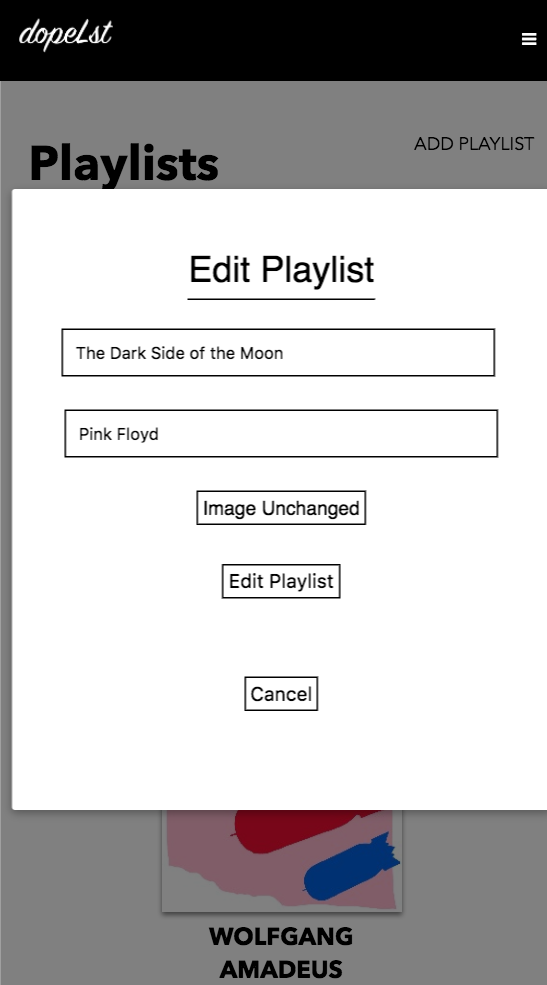 dopeLst
ADD PLAYLIST
Playlists
Edit Playlist
The Dark Side of the Moon
Pink Floyd
Image Unchanged
Edit Playlist
Cancel
WOLFGANG
AMADEUS